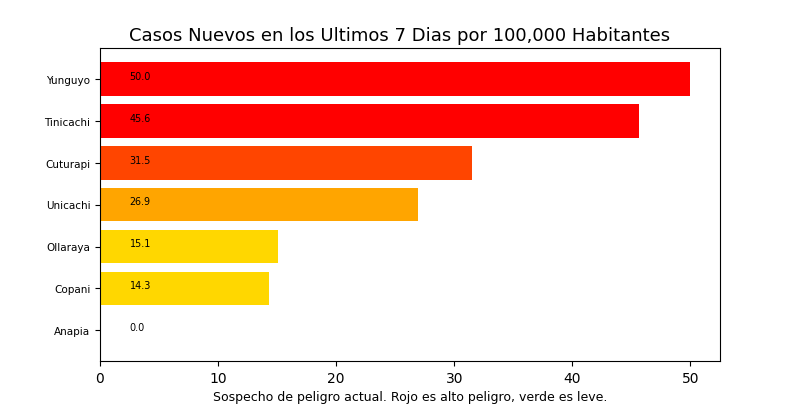 Casos Nuevos en los Ultimos 7 Dias por 100,000 Habitantes
Yunguyo 50.0
Tinicachi 45.6
Cuturapi 31.5
Unicachi 26.9
Ollaraya 15.1
Copani 14.3
Anapia 0.0
0 10 20 30 40 50
Sospecho de peligro actual. Rojo es alto peligro, verde es leve.